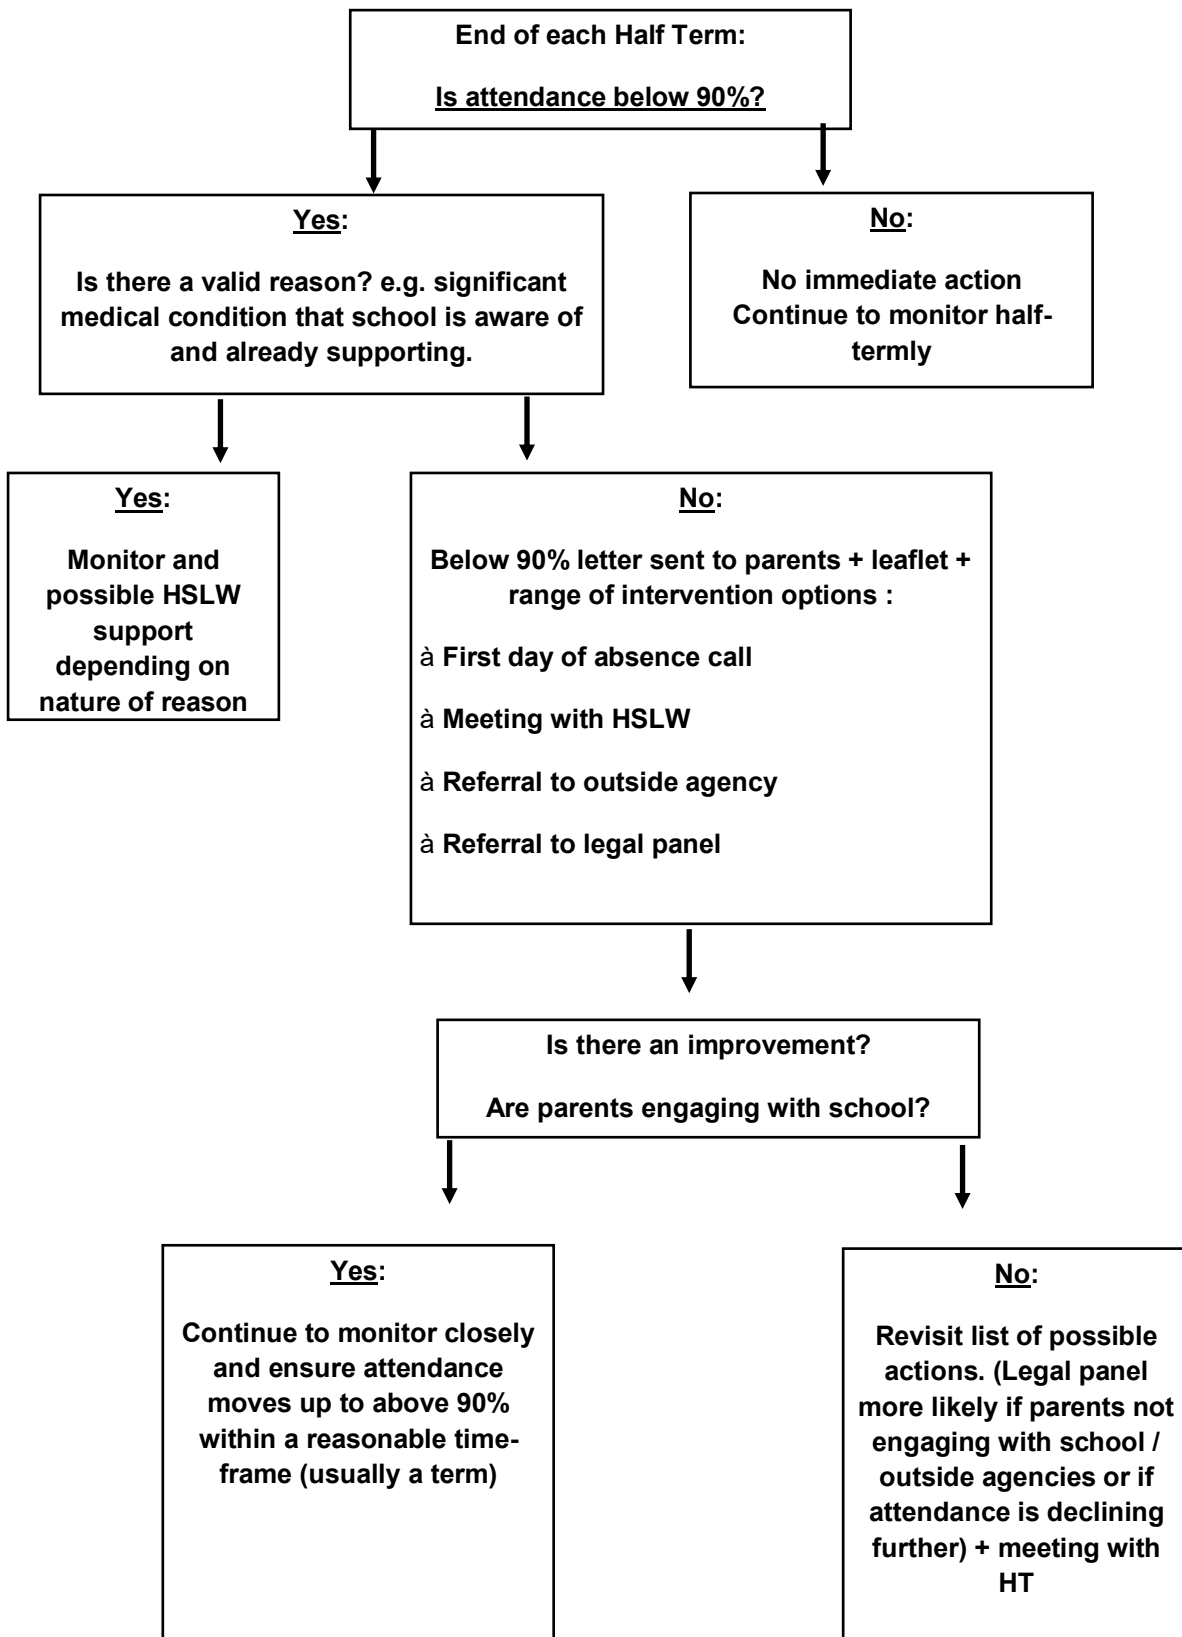 End of each Half Term:
Is attendance below 90%?
Yes:
Is there a valid reason? e.g. significant
medical condition that school is aware of
and already supporting.
No:
No immediate action
Continue to monitor half-
termly
Yes:
Monitor and
possible HSLW
support
depending on
nature of reason
No:
Below 90% letter sent to parents + leaflet +
range of intervention options :
à First day of absence call
à Meeting with HSLW
à Referral to outside agency
à Referral to legal panel
Is there an improvement?
Are parents engaging with school?
Yes:
Continue to monitor closely
and ensure attendance
moves up to above 90%
within a reasonable time-
frame (usually a term)
No:
Revisit list of possible
actions. (Legal panel
more likely if parents not
engaging with school /
outside agencies or if
attendance is declining
further) + meeting with
HT